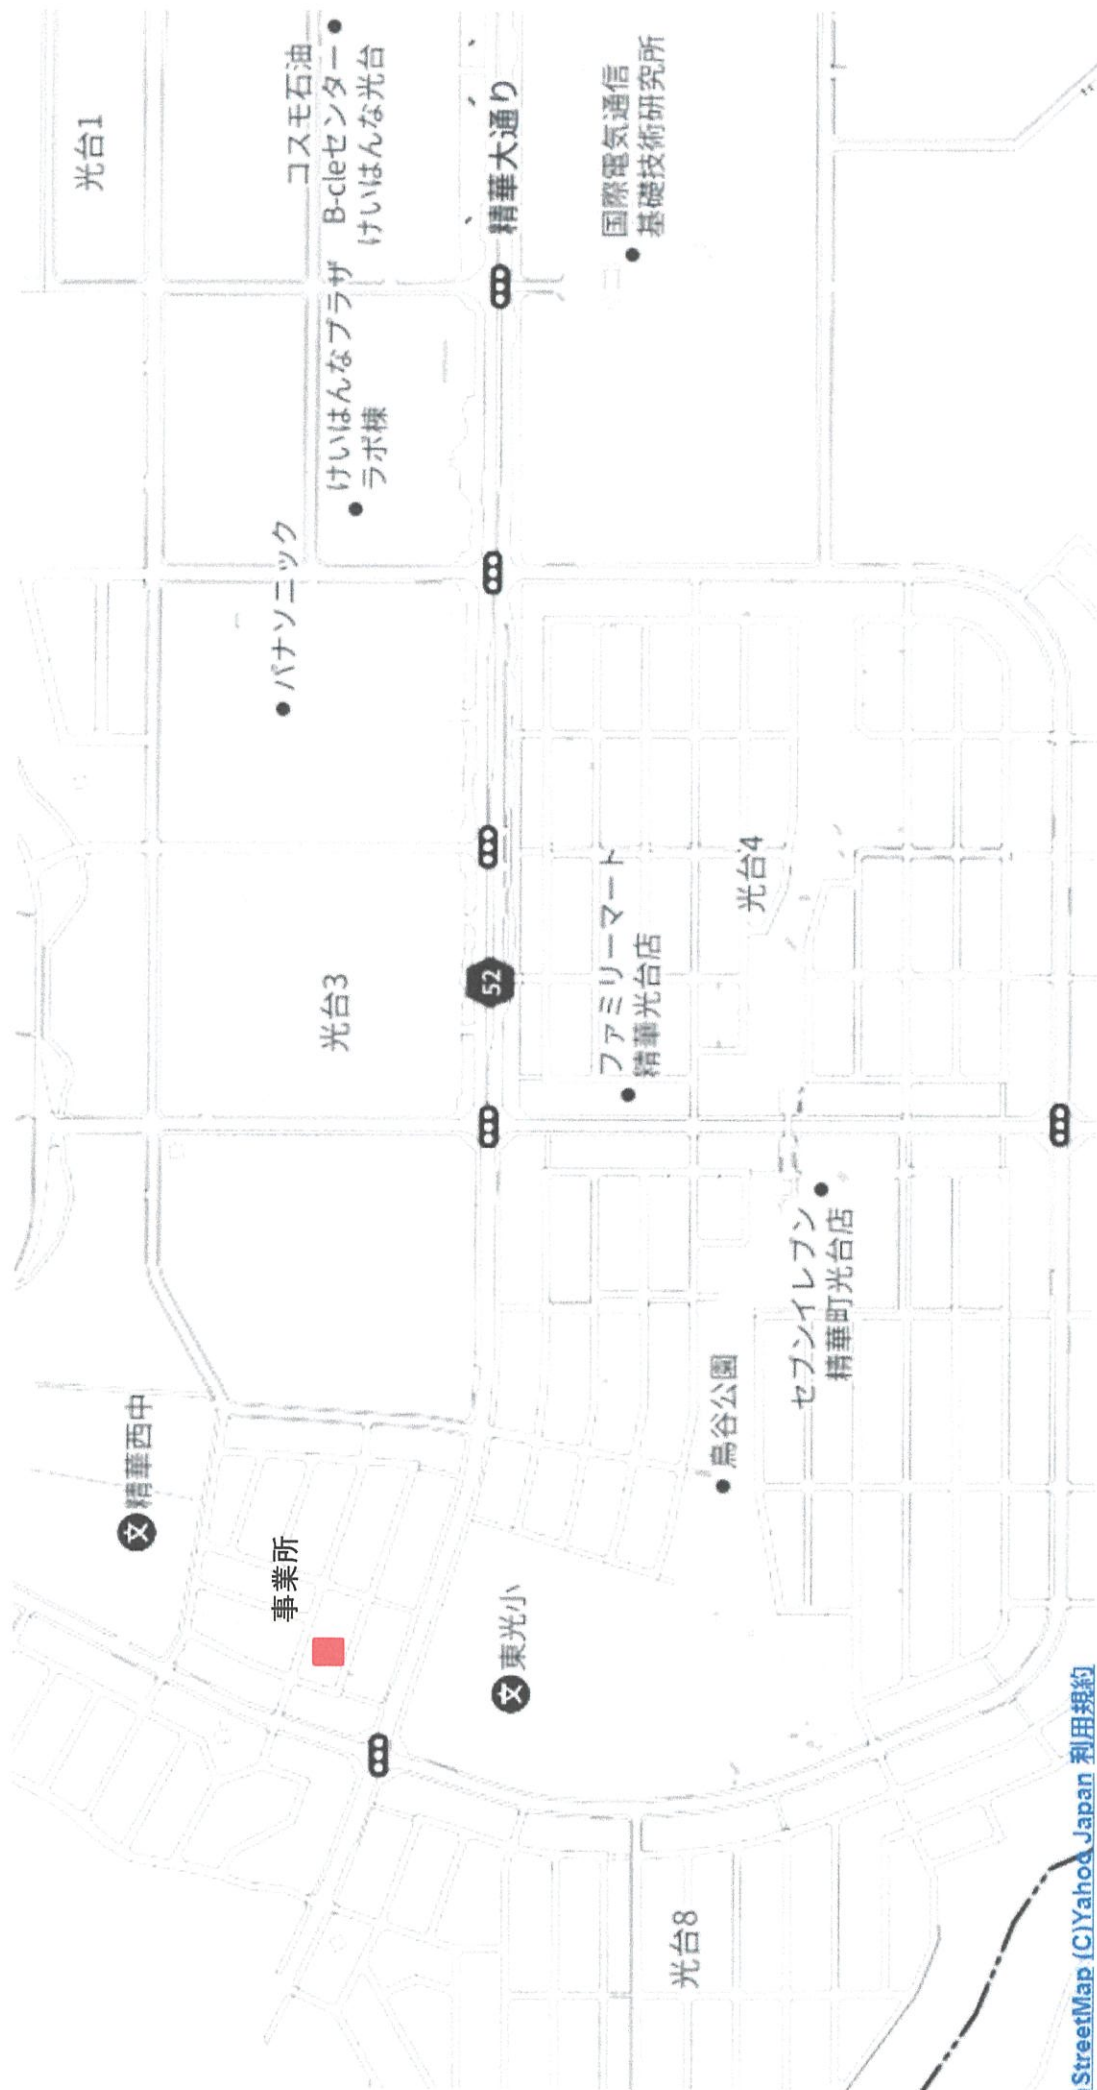 光台1
コスモ石油
B-cleセンター
けいはんな光台
精華大通り
国際電気通信
基礎技術研究所
けいはんなプラザ
ラボ棟
パナソニック
光台3
52
ファミリーマート
精華光台店
光台4
セブンイレブン
精華町光台店
鳥谷公園
文 精華西中
事業所
文 東光小
光台8
StreetMap (C)Yahoo Japan 利用規約